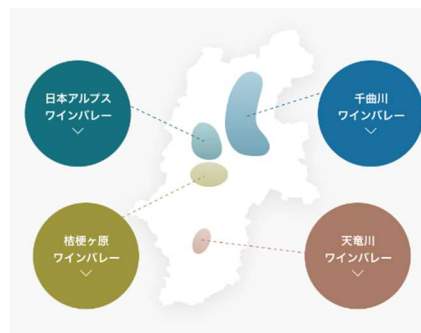 日本アルプス
ワインバレー
千曲川
ワインバレー
桔梗ヶ原
ワインバレー
天竜川
ワインバレー